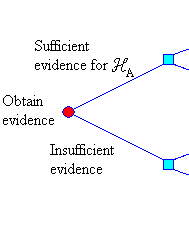 Sufficient
evidence for ℋA
Obtain
evidence
Insufficient
evidence